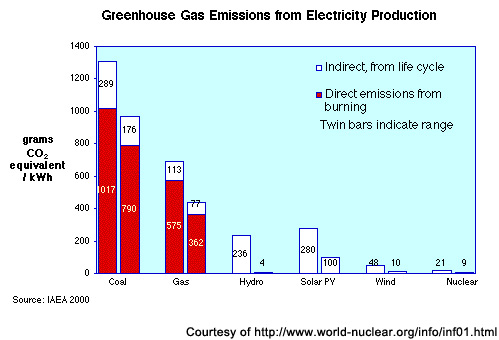 Greenhouse Gas Emissions from Electricity Production
1400
1200
1000
800
600
400
200
0
grams
CO2
equivalent
/ kWh
Indirect, from life cycle
Direct emissions from
burning
Twin bars indicate range
289
1017
176
790
113
575
77
362
236
4
280
100
48
10
21
9
Coal
Gas
Hydro
Solar PV
Wind
Nuclear
Source: IAEA 2000
Courtesy of http://www.world-nuclear.org/info/inf01.html